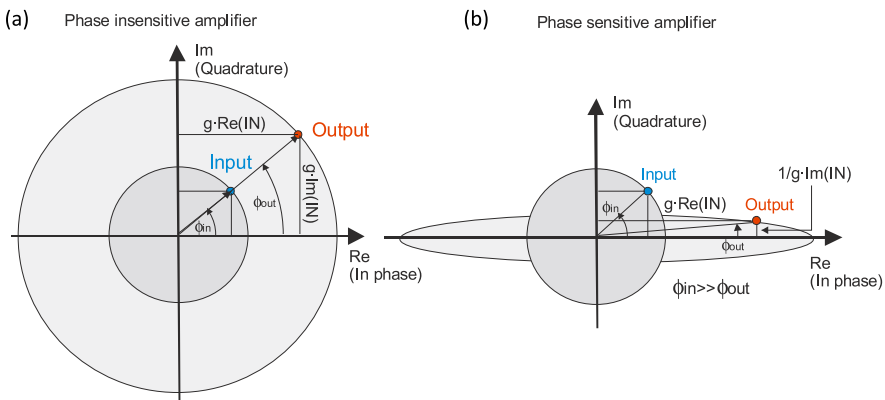 (a)
Phase insensitive amplifier
Im
(Quadrature)
g·Re(IN)
Output
Input
g·Im(IN)
ϕout
ϕin
Re
(In phase)
(b)
Phase sensitive amplifier
Im
(Quadrature)
Input
1/g·Im(IN)
ϕin
g·Re(IN)
Output
ϕout
Re
(In phase)
ϕin>>ϕout